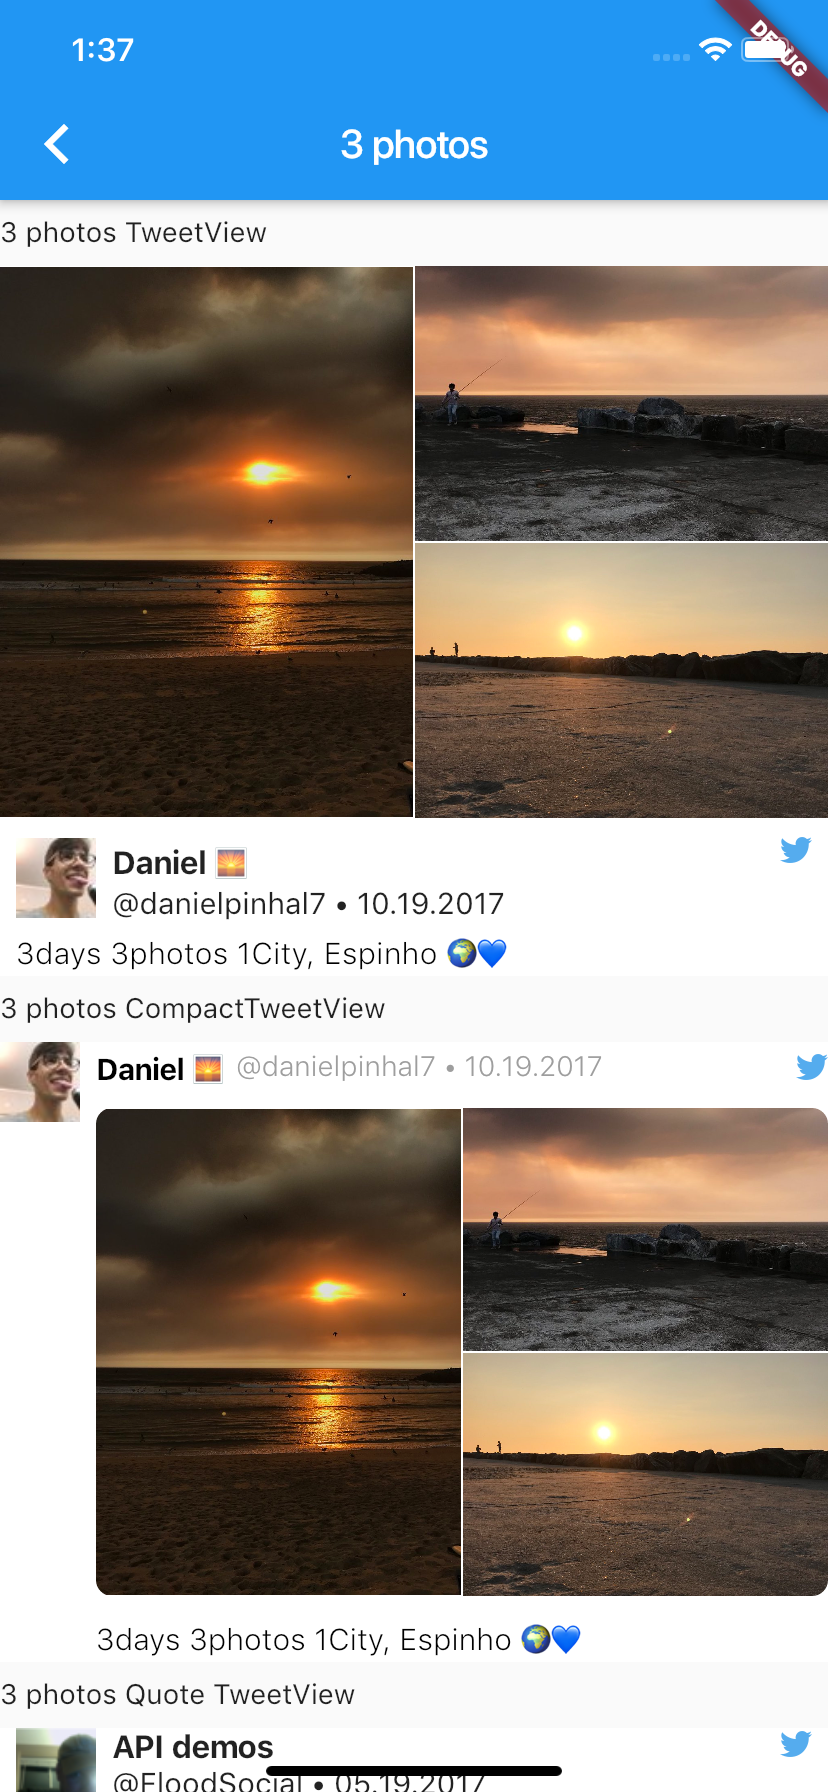 1:37
DEBUG
3 photos
3 photos TweetView
Daniel 🌅
@danielpinhal7 • 10.19.2017
3days 3photos 1City, Espinho 🌍💙
3 photos CompactTweetView
Daniel 🌅 @danielpinhal7 • 10.19.2017
3days 3photos 1City, Espinho 🌍💙
3 photos Quote TweetView
API demos
@FloodSocial • 05.19.2017